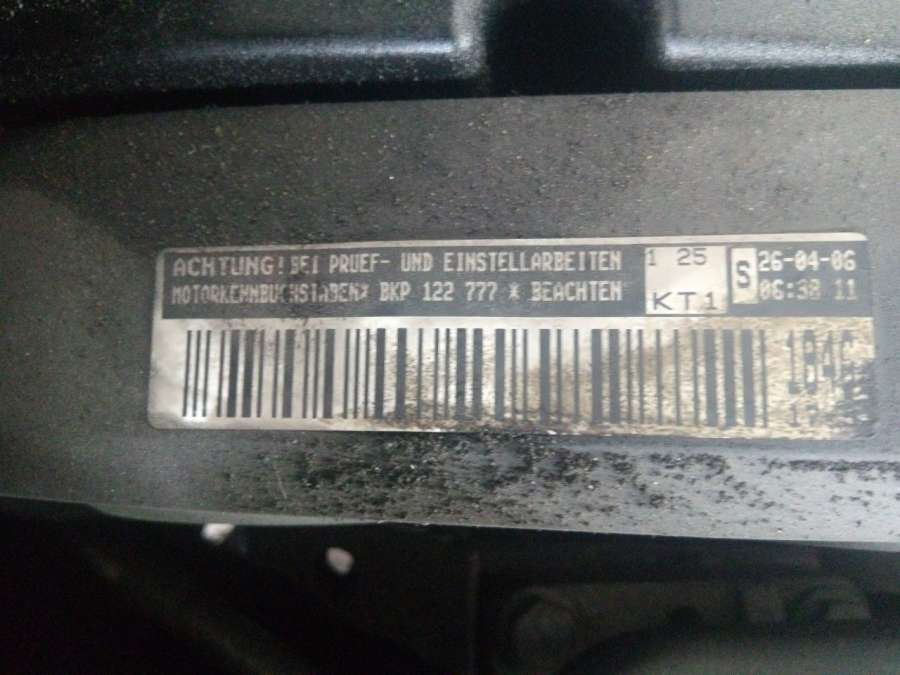 ACHTUNG! BEI PRUEF- UND EINSTELLARBEITEN
MOTORKENNBUCHSTABEN* BKP 122 777 * BEACHTEN
1 25
KT1
S
26-04-06
06:38 11